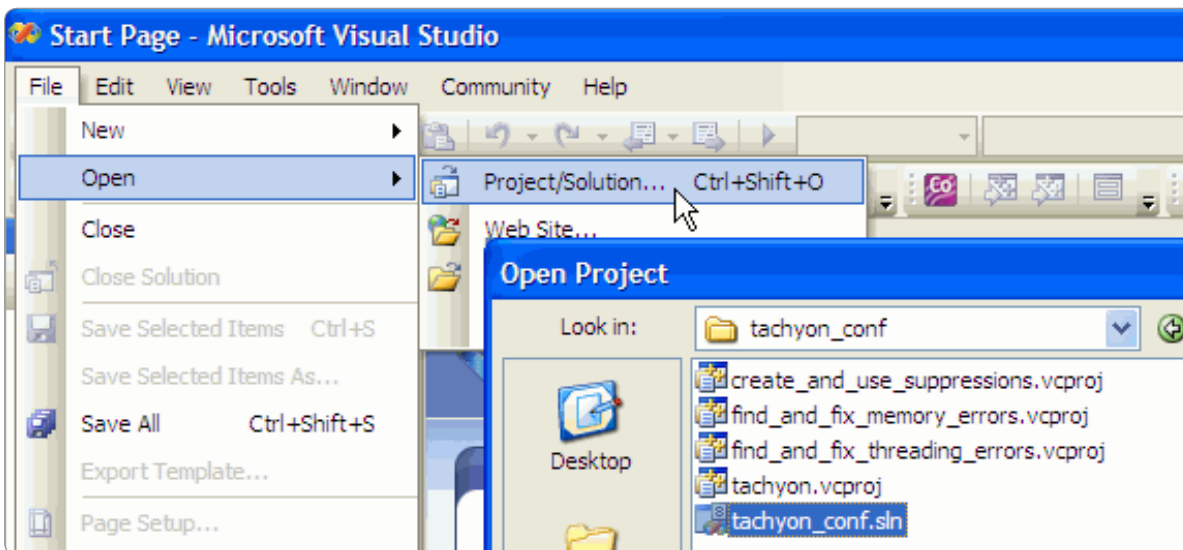 Start Page - Microsoft Visual Studio
File Edit View Tools Window Community Help
New
Open
Project/Solution... Ctrl+Shift+O
Close
Web Site...
Close Solution
Open Project
Save Selected Items Ctrl+S
Look in: tachyon_conf
Save Selected Items As...
create_and_use_suppressions.vcproj
Save All Ctrl+Shift+S
find_and_fix_memory_errors.vcproj
find_and_fix_threading_errors.vcproj
Desktop
Export Template...
tachyon.vcproj
Page Setup...
tachyon_conf.sln